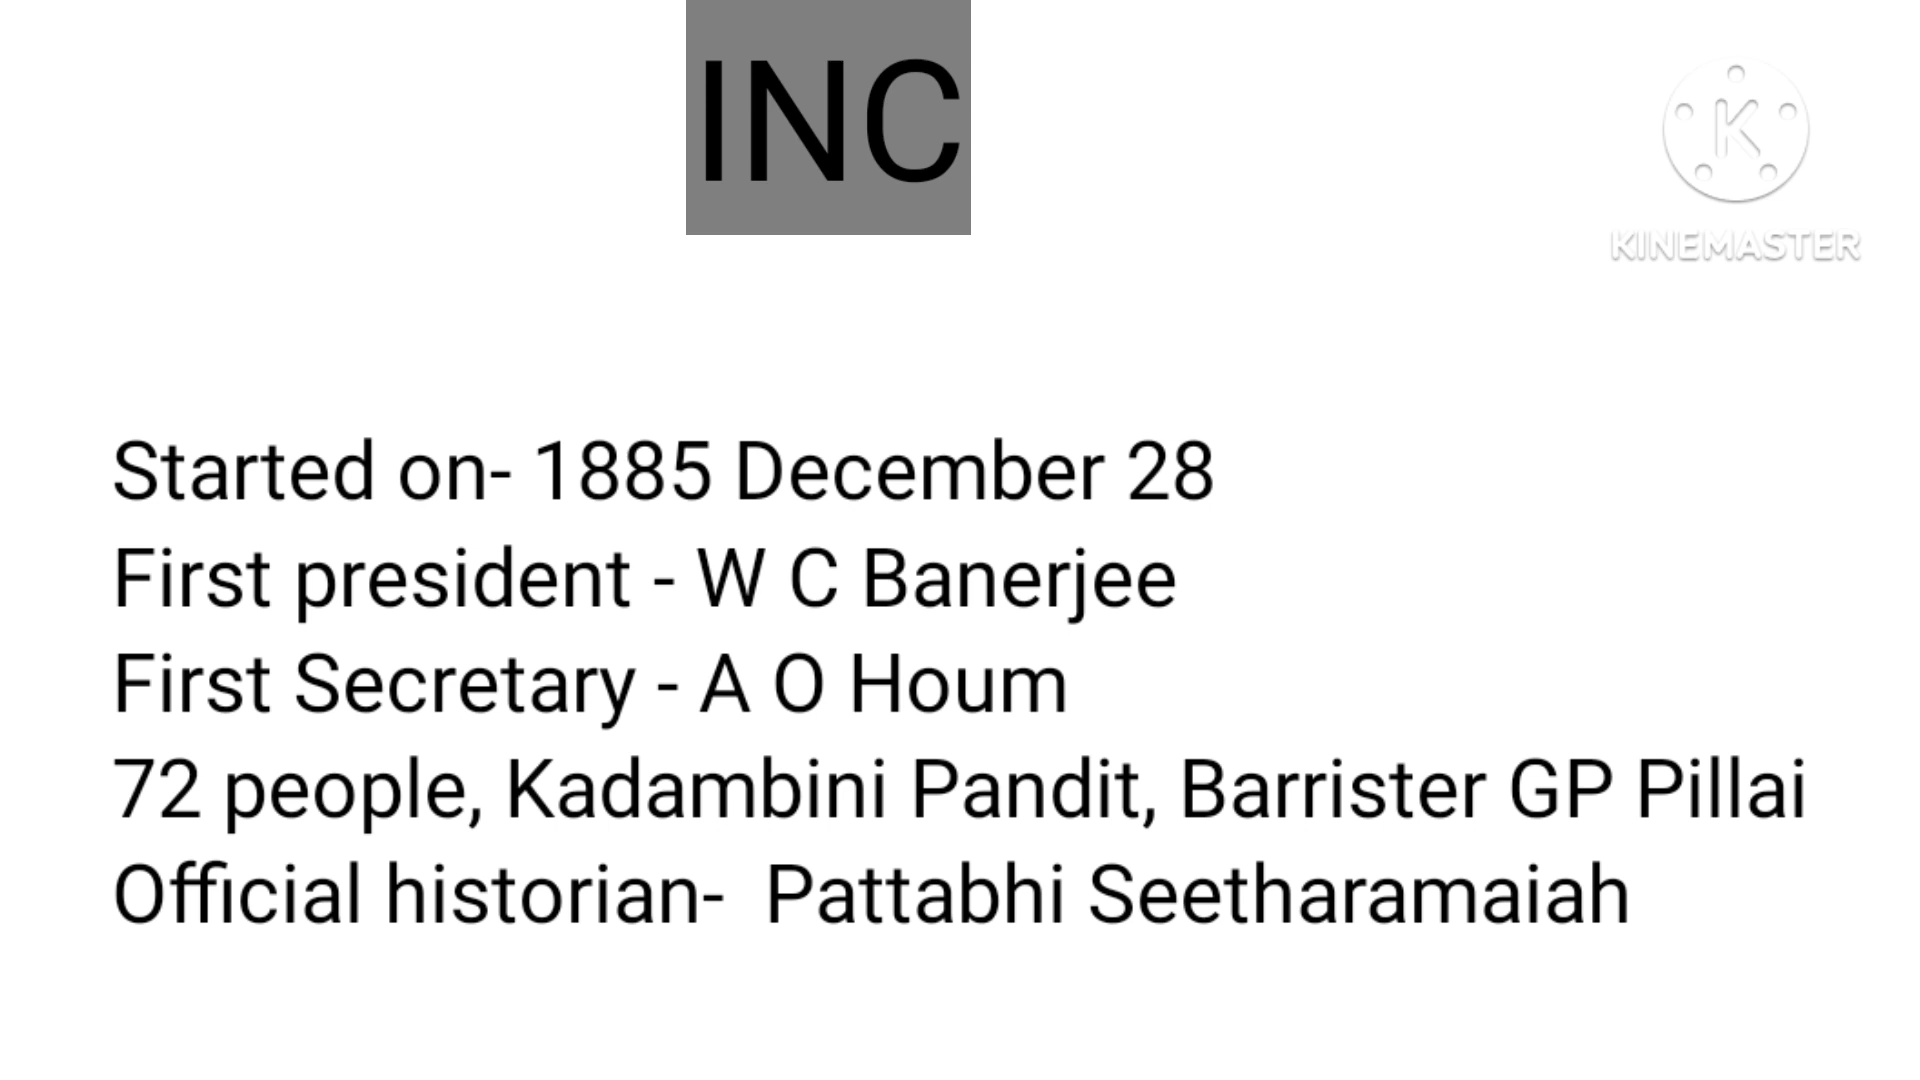 INC
K
KINEMASTER
Started on- 1885 December 28
First president - W C Banerjee
First Secretary - A O Houm
72 people, Kadambini Pandit, Barrister GP Pillai
Official historian-  Pattabhi Seetharamaiah